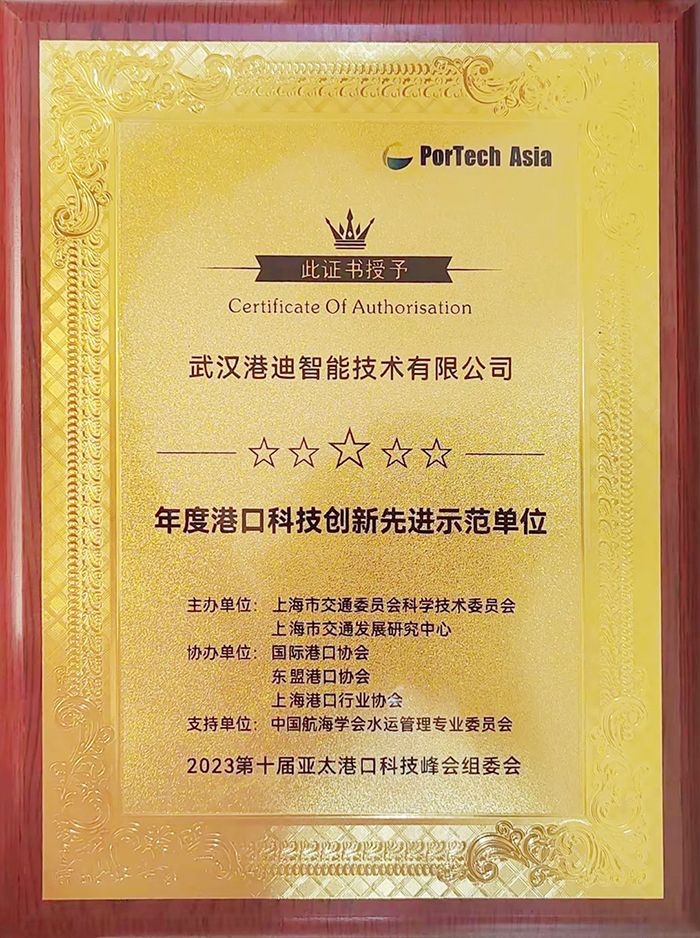 PorTech Asia
此证书授予
Certificate Of Authorisation
武汉港迪智能技术有限公司
年度港口科技创新先进示范单位
主办单位：上海市交通委员会科学技术委员会
上海市交通发展研究中心
协办单位：国际港口协会
东盟港口协会
上海港口行业协会
支持单位：中国航海学会水运管理专业委员会
2023第十届亚太港口科技峰会组委会